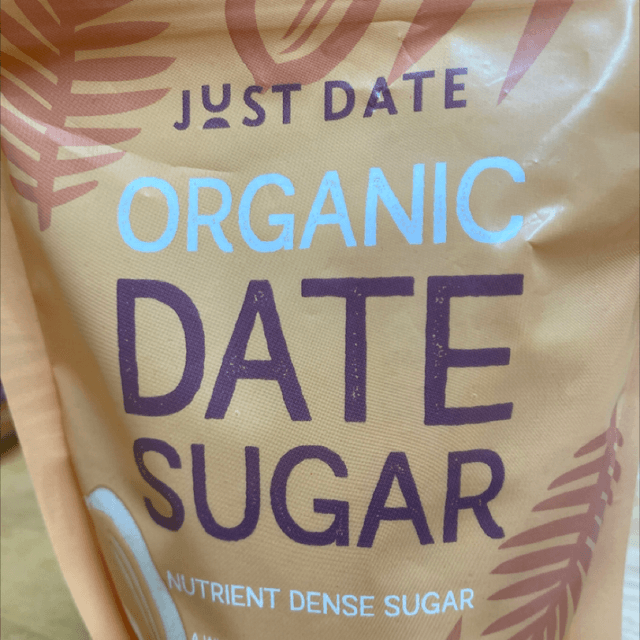 JUST DATE
ORGANIC
DATE
SUGAR
NUTRIENT DENSE SUGAR